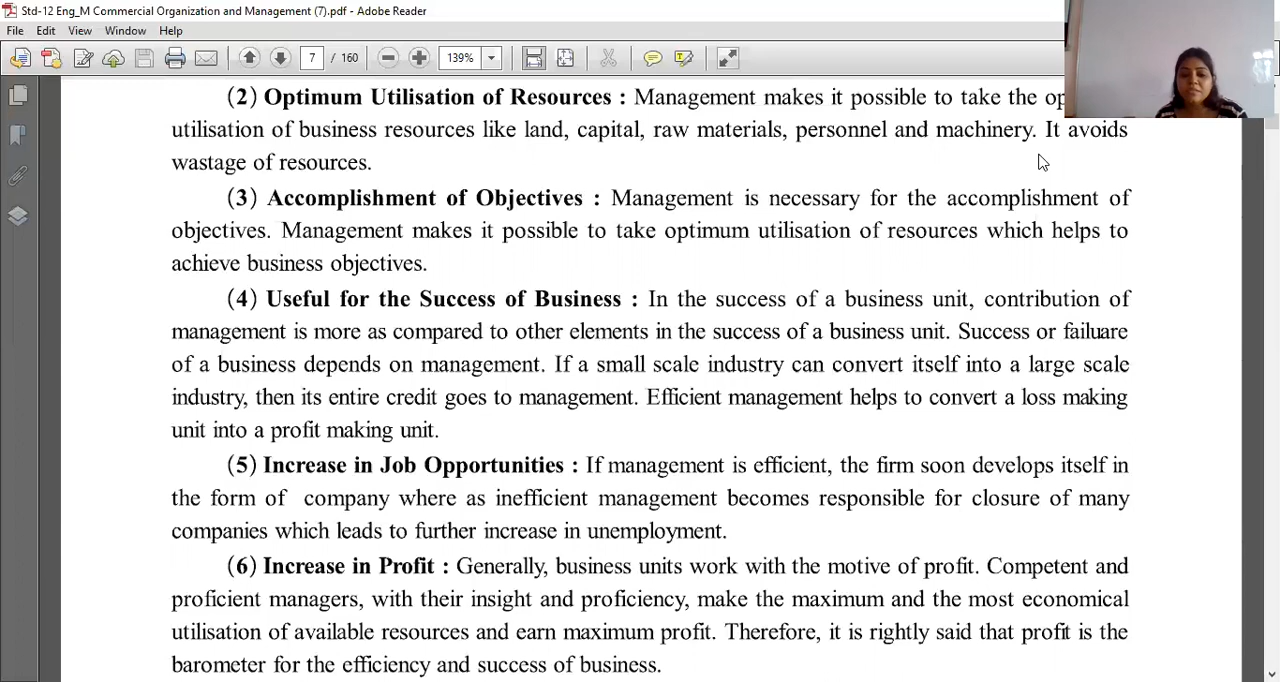 Std-12 Eng_M Commercial Organization and Management (7).pdf - Adobe Reader
File Edit View Window Help
7 / 160 139%
(2) Optimum Utilisation of Resources : Management makes it possible to take the
utilisation of business resources like land, capital, raw materials, personnel and machinery. It avoids
wastage of resources.
(3) Accomplishment of Objectives : Management is necessary for the accomplishment of
objectives. Management makes it possible to take optimum utilisation of resources which helps to
achieve business objectives.
(4) Useful for the Success of Business : In the success of a business unit, contribution of
management is more as compared to other elements in the success of a business unit. Success or failuare
of a business depends on management. If a small scale industry can convert itself into a large scale
industry, then its entire credit goes to management. Efficient management helps to convert a loss making
unit into a profit making unit.
(5) Increase in Job Opportunities : If management is efficient, the firm soon develops itself in
the form of company where as inefficient management becomes responsible for closure of many
companies which leads to further increase in unemployment.
(6) Increase in Profit : Generally, business units work with the motive of profit. Competent and
proficient managers, with their insight and proficiency, make the maximum and the most economical
utilisation of available resources and earn maximum profit. Therefore, it is rightly said that profit is the
barometer for the efficiency and success of business.